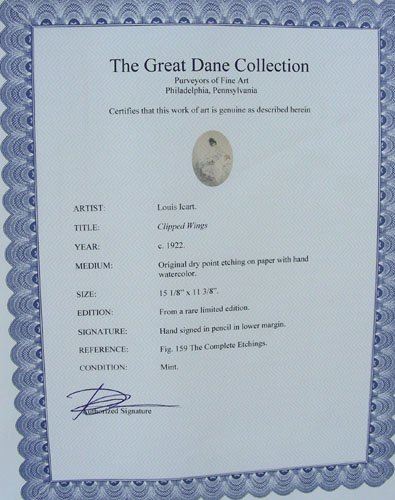 The Great Dane Collection
Purveyors of Fine Art
Philadelphia, Pennsylvania
Certifies that this work of art is genuine as described herein
ARTIST: Louis Icart.
TITLE: Clipped Wings
YEAR: c. 1922.
MEDIUM: Original dry point etching on paper with hand
watercolor.
SIZE: 15 1/8" x 11 3/8".
EDITION: From a rare limited edition.
SIGNATURE: Hand signed in pencil in lower margin.
REFERENCE: Fig. 159 The Complete Etchings.
CONDITION: Mint.
Authorized Signature